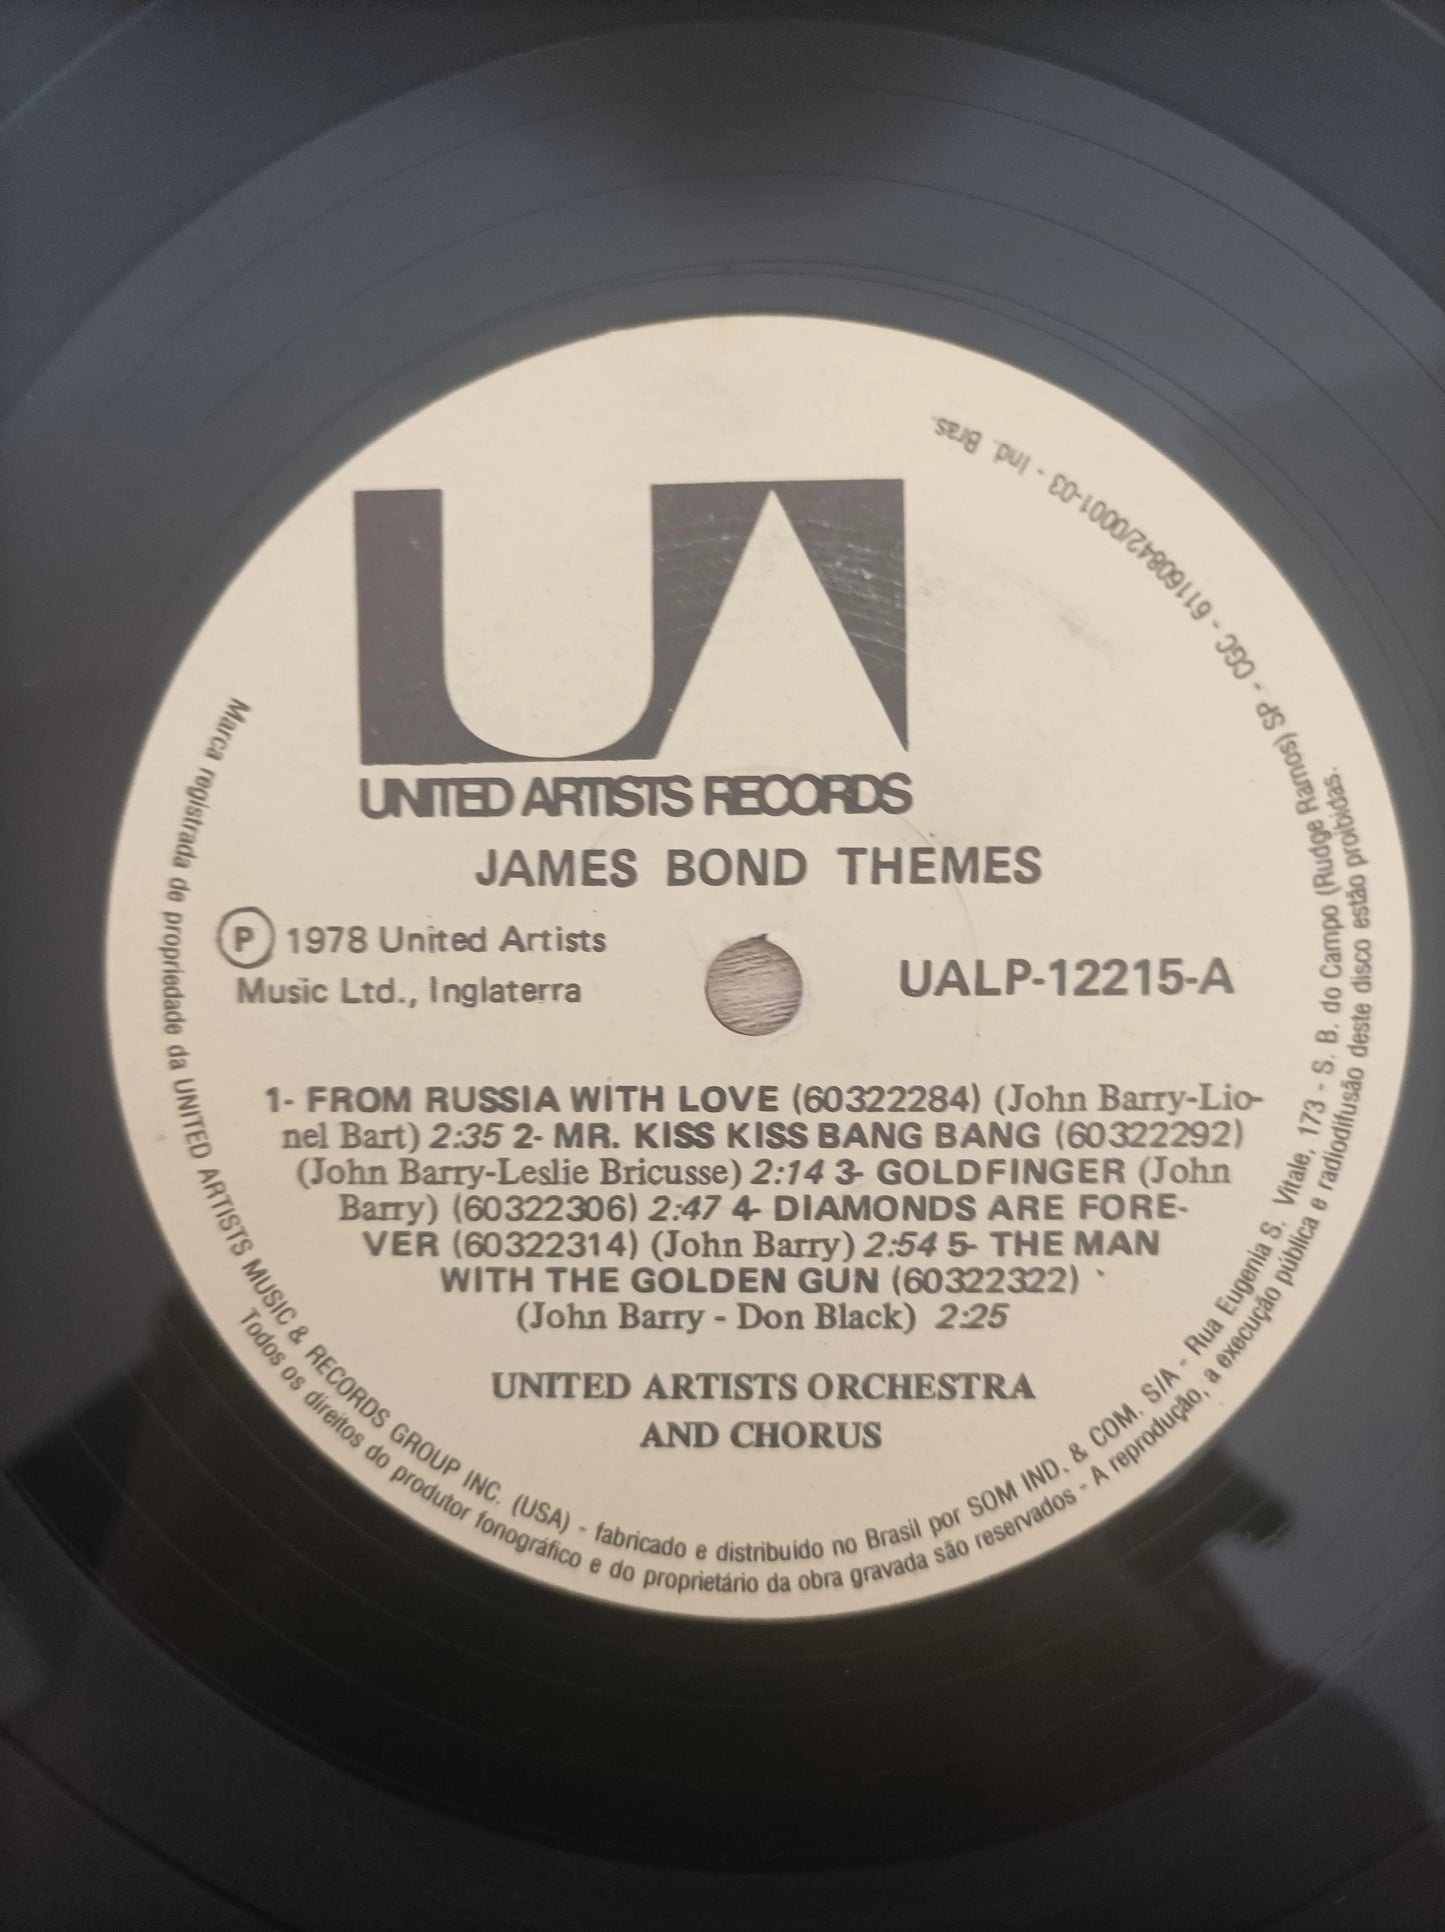 UA
UNITED ARTISTS RECORDS
JAMES BOND THEMES
Ⓟ 1978 United Artists
Music Ltd., Inglaterra
UALP-12215-A
1- FROM RUSSIA WITH LOVE (60322284) (John Barry-Lio-
nel Bart) 2:35 2- MR. KISS KISS BANG BANG (60322292)
(John Barry-Leslie Bricusse) 2:14 3- GOLDFINGER (John
Barry) (60322306) 2:47 4- DIAMONDS ARE FORE-
VER (60322314) (John Barry) 2:54 5- THE MAN
WITH THE GOLDEN GUN (60322322)
(John Barry - Don Black) 2:25
UNITED ARTISTS ORCHESTRA
AND CHORUS
Marca registrada de propriedade da UNITED ARTISTS MUSIC & RECORDS GROUP INC. (USA) - fabricado e distribuido no Brasil por SOM IND. & COM. S/A - Rua Eugenia S. Vitale, 173 - S. B. do Campo (Rudge Ramos) SP - CGC - 61160842/0001-03 - Ind. Bras.
Todos os direitos do produtor fonográfico e do proprietário da obra gravada são reservados - A reprodução, a execução pública e radiodifusão deste disco estão proibidas.